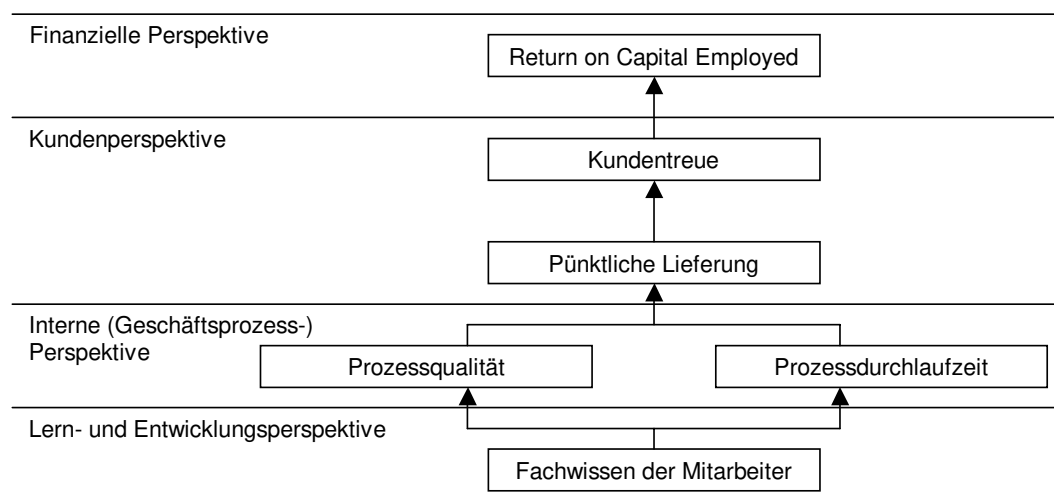 Finanzielle Perspektive
Return on Capital Employed
Kundenperspektive
Kundentreue
Pünktliche Lieferung
Interne (Geschäftsprozess-)
Perspektive
Prozessqualität
Prozessdurchlaufzeit
Lern- und Entwicklungsperspektive
Fachwissen der Mitarbeiter